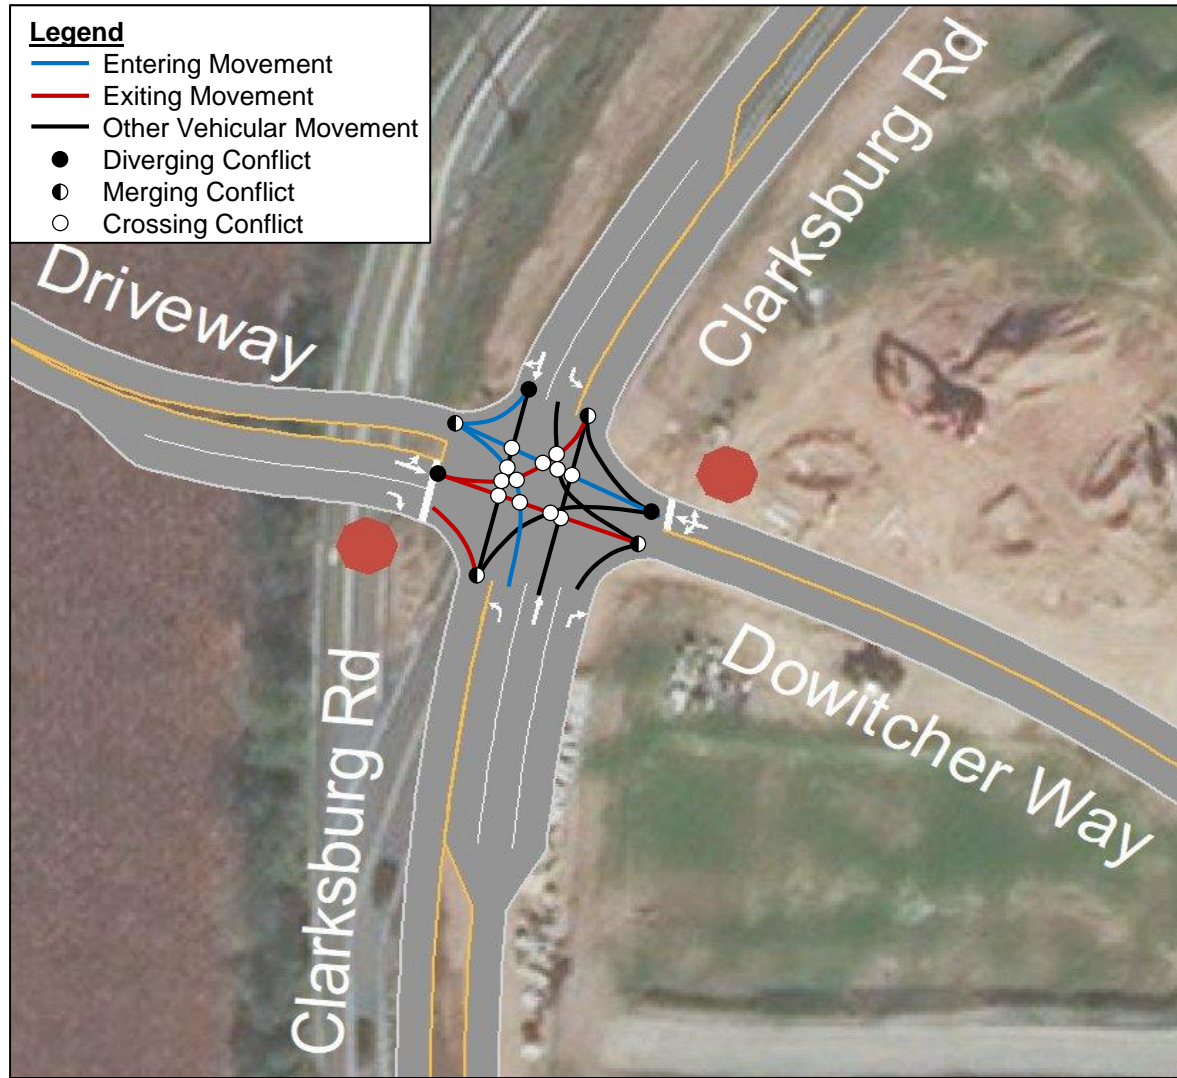 Legend
Entering Movement
Exiting Movement
Other Vehicular Movement
Diverging Conflict
Merging Conflict
Crossing Conflict
Driveway
Clarksburg Rd
Clarksburg Rd
Dowitcher Way